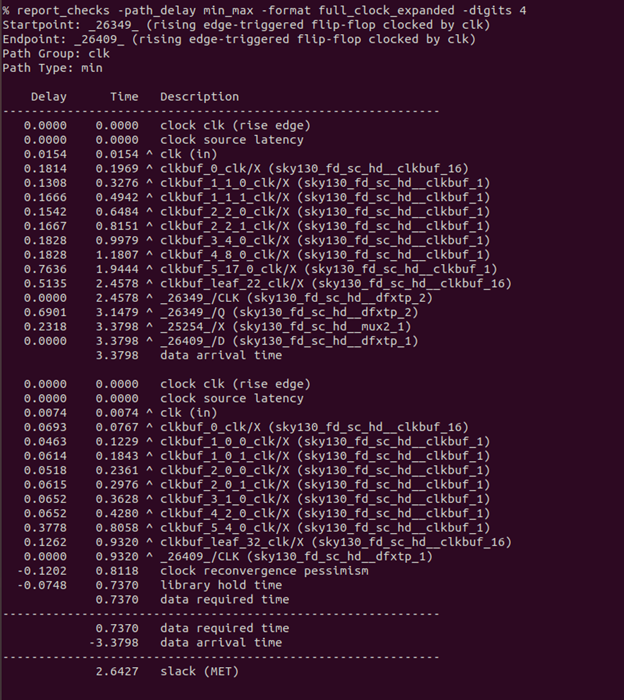 % report_checks -path_delay min_max -format full_clock_expanded -digits 4
Startpoint: _26349_ (rising edge-triggered flip-flop clocked by clk)
Endpoint: _26409_ (rising edge-triggered flip-flop clocked by clk)
Path Group: clk
Path Type: min
Delay Time Description
-----------------------------------------------------------
0.0000 0.0000 clock clk (rise edge)
0.0000 0.0000 clock source latency
0.0154 0.0154 ^ clk (in)
0.1814 0.1969 ^ clkbuf_0_clk/X (sky130_fd_sc_hd__clkbuf_16)
0.1308 0.3276 ^ clkbuf_1_1_0_clk/X (sky130_fd_sc_hd__clkbuf_1)
0.1666 0.4942 ^ clkbuf_1_1_1_clk/X (sky130_fd_sc_hd__clkbuf_1)
0.1542 0.6484 ^ clkbuf_2_2_0_clk/X (sky130_fd_sc_hd__clkbuf_1)
0.1667 0.8151 ^ clkbuf_2_2_1_clk/X (sky130_fd_sc_hd__clkbuf_1)
0.1828 0.9979 ^ clkbuf_3_4_0_clk/X (sky130_fd_sc_hd__clkbuf_1)
0.1828 1.1807 ^ clkbuf_4_8_0_clk/X (sky130_fd_sc_hd__clkbuf_1)
0.7636 1.9444 ^ clkbuf_5_17_0_clk/X (sky130_fd_sc_hd__clkbuf_1)
0.5135 2.4578 ^ clkbuf_leaf_22_clk/X (sky130_fd_sc_hd__clkbuf_16)
0.0000 2.4578 ^ _26349_/CLK (sky130_fd_sc_hd__dfxtp_2)
0.6901 3.1479 ^ _26349_/Q (sky130_fd_sc_hd__dfxtp_2)
0.2318 3.3798 ^ _25254_/X (sky130_fd_sc_hd__mux2_1)
0.0000 3.3798 ^ _26409_/D (sky130_fd_sc_hd__dfxtp_1)
3.3798 data arrival time
0.0000 0.0000 clock clk (rise edge)
0.0000 0.0000 clock source latency
0.0074 0.0074 ^ clk (in)
0.0693 0.0767 ^ clkbuf_0_clk/X (sky130_fd_sc_hd__clkbuf_16)
0.0463 0.1229 ^ clkbuf_1_0_0_clk/X (sky130_fd_sc_hd__clkbuf_1)
0.0614 0.1843 ^ clkbuf_1_0_1_clk/X (sky130_fd_sc_hd__clkbuf_1)
0.0518 0.2361 ^ clkbuf_2_0_0_clk/X (sky130_fd_sc_hd__clkbuf_1)
0.0615 0.2976 ^ clkbuf_2_0_1_clk/X (sky130_fd_sc_hd__clkbuf_1)
0.0652 0.3628 ^ clkbuf_3_1_0_clk/X (sky130_fd_sc_hd__clkbuf_1)
0.0652 0.4280 ^ clkbuf_4_2_0_clk/X (sky130_fd_sc_hd__clkbuf_1)
0.3778 0.8058 ^ clkbuf_5_4_0_clk/X (sky130_fd_sc_hd__clkbuf_1)
0.1262 0.9320 ^ clkbuf_leaf_32_clk/X (sky130_fd_sc_hd__clkbuf_16)
0.0000 0.9320 ^ _26409_/CLK (sky130_fd_sc_hd__dfxtp_1)
-0.1202 0.8118 clock reconvergence pessimism
-0.0748 0.7370 library hold time
0.7370 data required time
-----------------------------------------------------------
0.7370 data required time
-3.3798 data arrival time
-----------------------------------------------------------
2.6427 slack (MET)